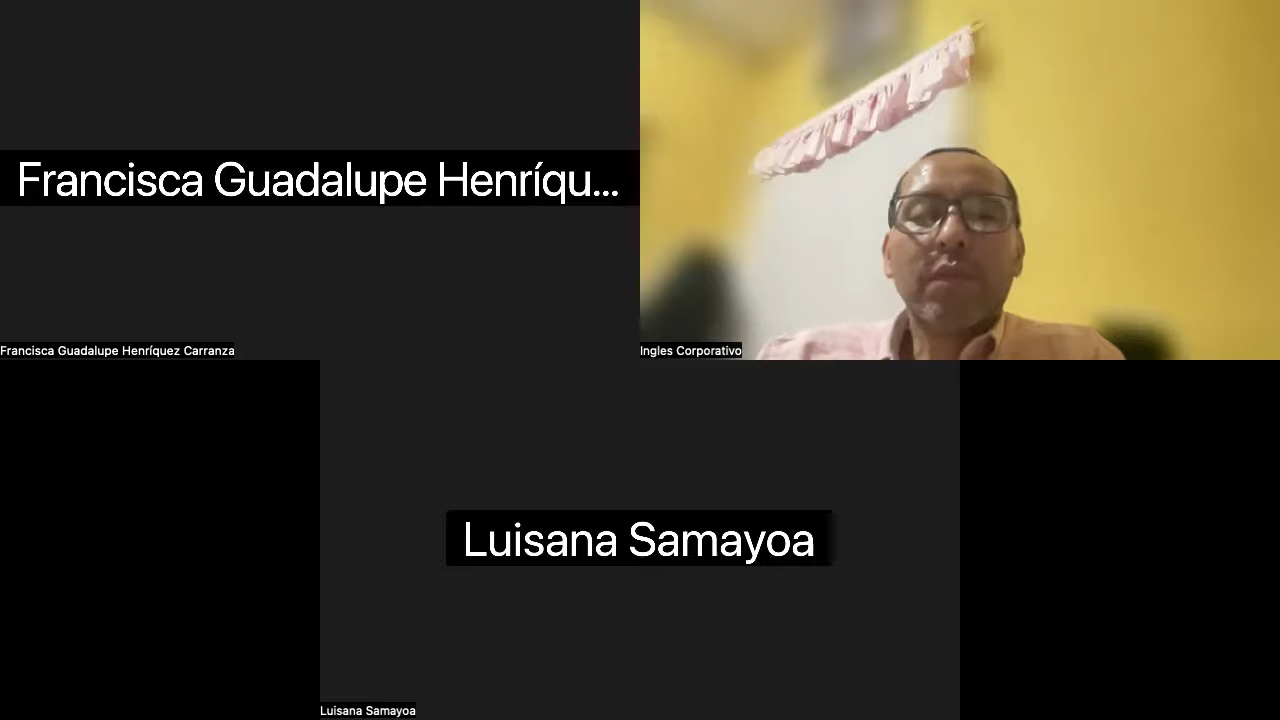 Francisca Guadalupe Henríqu...
Francisca Guadalupe Henríquez Carranza
Ingles Corporativo
Luisana Samayoa
Luisana Samayoa